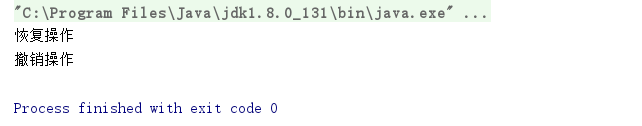 "C:\Program Files\Java\jdk1.8.0_131\bin\java.exe" ...
恢复操作
撤销操作
Process finished with exit code 0